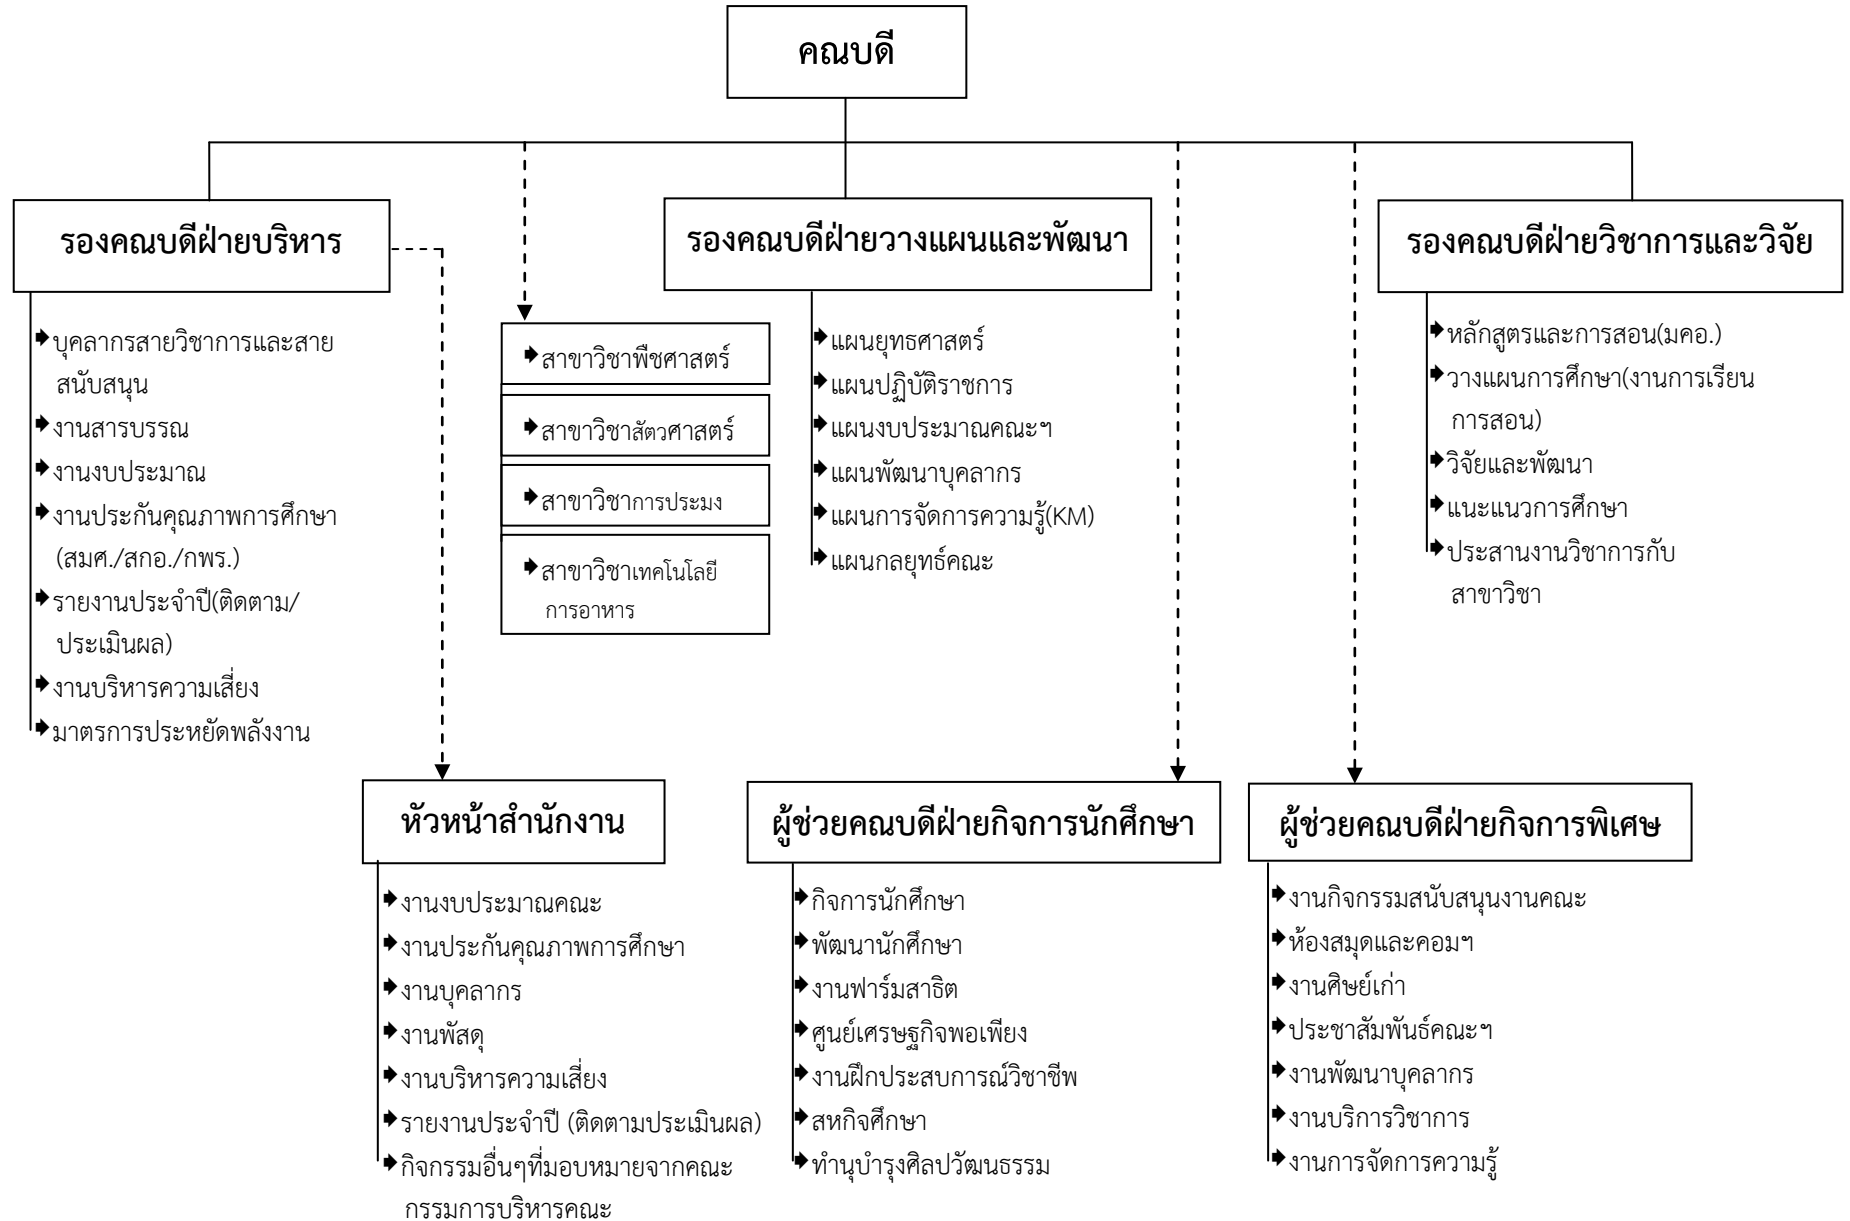 คณบดี
รองคณบดีฝ่ายบริหาร
บุคลากรสายวิชาการและสาย
สนับสนุน
งานสารบรรณ
งานงบประมาณ
งานประกันคุณภาพการศึกษา
(สมศ./สกอ./กพร.)
รายงานประจำปี(ติดตาม/
ประเมินผล)
งานบริหารความเสี่ยง
มาตรการประหยัดพลังงาน
สาขาวิชาพืชศาสตร์
สาขาวิชาสัตวศาสตร์
สาขาวิชาการประมง
สาขาวิชาเทคโนโลยี
การอาหาร
รองคณบดีฝ่ายวางแผนและพัฒนา
แผนยุทธศาสตร์
แผนปฏิบัติราชการ
แผนงบประมาณคณะฯ
แผนพัฒนาบุคลากร
แผนการจัดการความรู้(KM)
แผนกลยุทธ์คณะ
รองคณบดีฝ่ายวิชาการและวิจัย
หลักสูตรและการสอน(มคอ.)
วางแผนการศึกษา(งานการเรียน
การสอน)
วิจัยและพัฒนา
แนะแนวการศึกษา
ประสานงานวิชาการกับ
สาขาวิชา
หัวหน้าสำนักงาน
งานงบประมาณคณะ
งานประกันคุณภาพการศึกษา
งานบุคลากร
งานพัสดุ
งานบริหารความเสี่ยง
รายงานประจำปี (ติดตามประเมินผล)
กิจกรรมอื่นๆที่มอบหมายจากคณะ
กรรมการบริหารคณะ
ผู้ช่วยคณบดีฝ่ายกิจการนักศึกษา
กิจการนักศึกษา
พัฒนานักศึกษา
งานฟาร์มสาธิต
ศูนย์เศรษฐกิจพอเพียง
งานฝึกประสบการณ์วิชาชีพ
สหกิจศึกษา
ทำนุบำรุงศิลปวัฒนธรรม
ผู้ช่วยคณบดีฝ่ายกิจการพิเศษ
งานกิจกรรมสนับสนุนงานคณะ
ห้องสมุดและคอมฯ
งานศิษย์เก่า
ประชาสัมพันธ์คณะฯ
งานพัฒนาบุคลากร
งานบริการวิชาการ
งานการจัดการความรู้